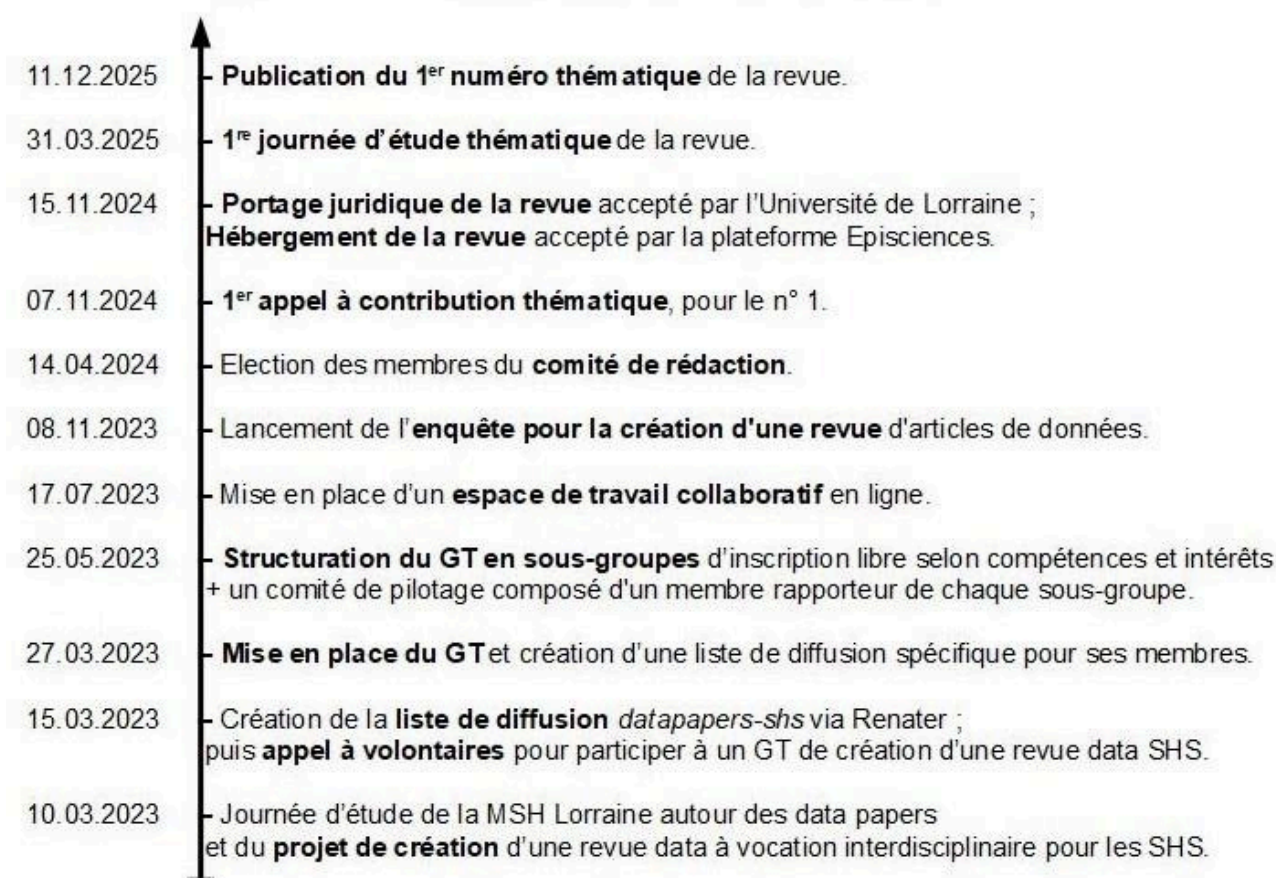 11.12.2025 - Publication du 1er numéro thématique de la revue.
31.03.2025 - 1re journée d'étude thématique de la revue.
15.11.2024 - Portage juridique de la revue accepté par l'Université de Lorraine ;
Hébergement de la revue accepté par la plateforme Episciences.
07.11.2024 - 1er appel à contribution thématique, pour le n° 1.
14.04.2024 - Election des membres du comité de rédaction.
08.11.2023 - Lancement de l'enquête pour la création d'une revue d'articles de données.
17.07.2023 - Mise en place d'un espace de travail collaboratif en ligne.
25.05.2023 - Structuration du GT en sous-groupes d'inscription libre selon compétences et intérêts
+ un comité de pilotage composé d'un membre rapporteur de chaque sous-groupe.
27.03.2023 - Mise en place du GT et création d'une liste de diffusion spécifique pour ses membres.
15.03.2023 - Création de la liste de diffusion datapapers-shs via Renater ;
puis appel à volontaires pour participer à un GT de création d'une revue data SHS.
10.03.2023 - Journée d'étude de la MSH Lorraine autour des data papers
et du projet de création d'une revue data à vocation interdisciplinaire pour les SHS.